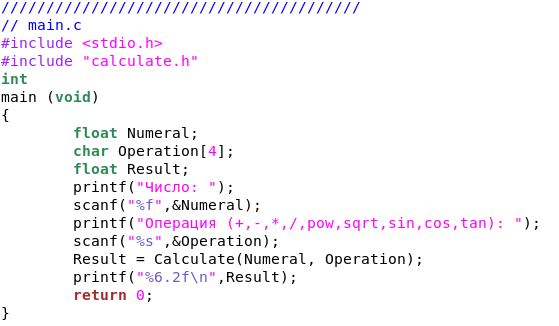 ////////////////////////////////////////
// main.c
#include <stdio.h>
#include "calculate.h"
int
main (void)
{
        float Numeral;
        char Operation[4];
        float Result;
        printf("Число: ");
        scanf("%f",&Numeral);
        printf("Операция (+,-,*,/,pow,sqrt,sin,cos,tan): ");
        scanf("%s",&Operation);
        Result = Calculate(Numeral, Operation);
        printf("%6.2f\n",Result);
        return 0;
}